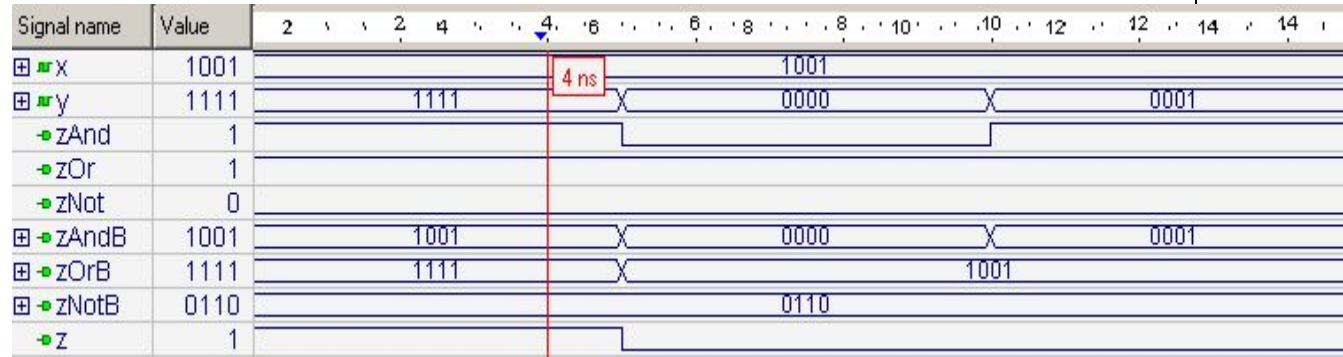 Signal name Value 2 2 4 4 6 6 8 8 10 10 12 12 14 14
x 1001 1001
4 ns
y 1111 1111 0000 0001
zAnd 1
zOr 1
zNot 0
zAndB 1001 1001 0000 0001
zOrB 1111 1111 1001
zNotB 0110 0110
z 1